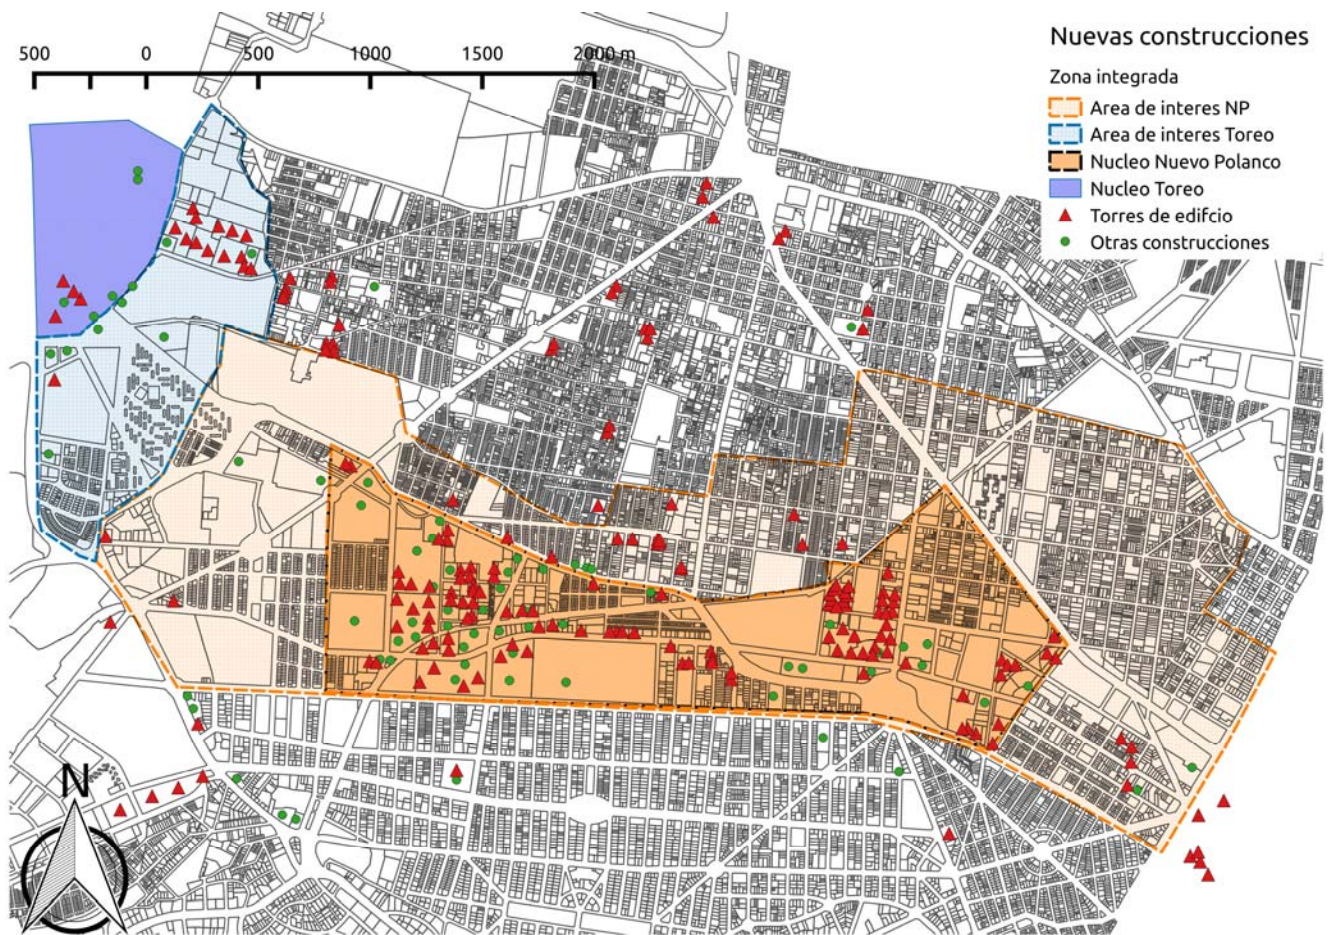 500 0 500 1000 1500 2000 m
Nuevas construcciones
Zona integrada
Area de interes NP
Area de interes Toreo
Nucleo Nuevo Polanco
Nucleo Toreo
Torres de edifcio
Otras construcciones
N